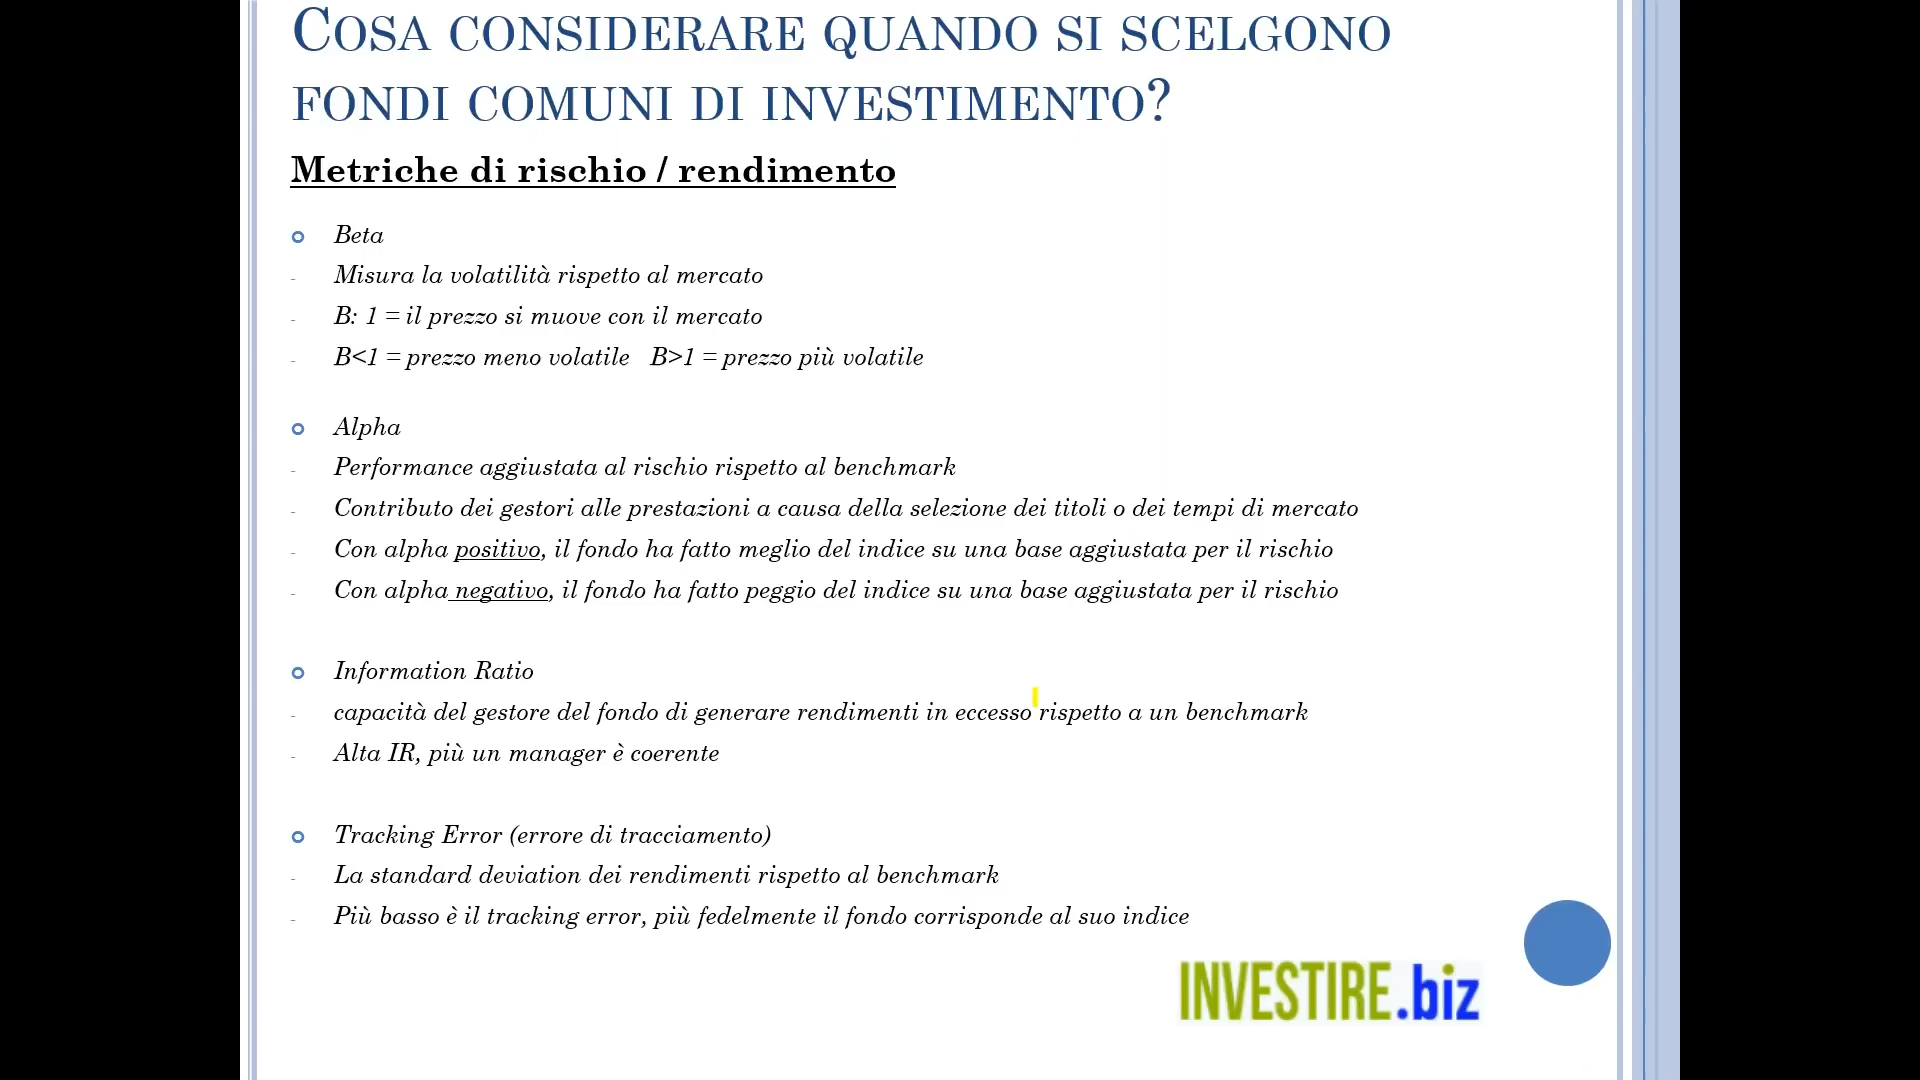 Cosa considerare quando si scelgono
fondi comuni di investimento?
Metriche di rischio / rendimento
Beta
- Misura la volatilità rispetto al mercato
- B: 1 = il prezzo si muove con il mercato
- B<1 = prezzo meno volatile B>1 = prezzo più volatile
Alpha
- Performance aggiustata al rischio rispetto al benchmark
- Contributo dei gestori alle prestazioni a causa della selezione dei titoli o dei tempi di mercato
- Con alpha positivo, il fondo ha fatto meglio del indice su una base aggiustata per il rischio
- Con alpha negativo, il fondo ha fatto peggio del indice su una base aggiustata per il rischio
Information Ratio
- capacità del gestore del fondo di generare rendimenti in eccesso rispetto a un benchmark
- Alta IR, più un manager è coerente
Tracking Error (errore di tracciamento)
- La standard deviation dei rendimenti rispetto al benchmark
- Più basso è il tracking error, più fedelmente il fondo corrisponde al suo indice
INVESTIRE.biz